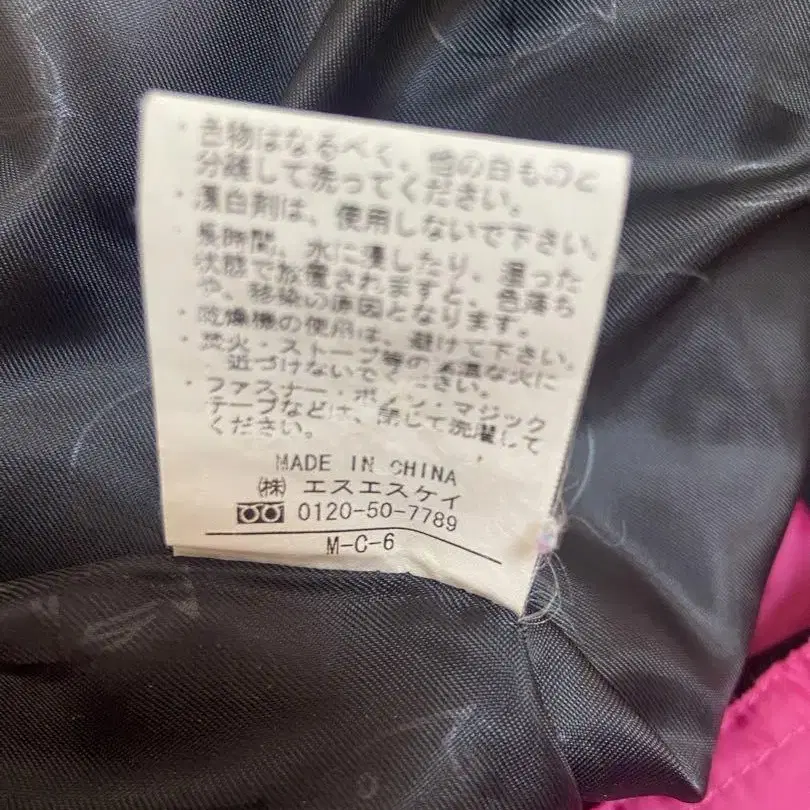 ・色物はなるべく、他の白ものと
分離して洗ってください。
・漂白剤は、使用しないで下さい。
・長時間、水に浸したり、湿った
状態で放置されますと、色落ち
や、移染の原因となります。
・乾燥機の使用は、避けて下さい。
・焚火・ストーブ等の高温な火に
近づけないでください。
・ファスナー・ボタン・マジック
テープなどは、閉じて洗濯して
ください。
MADE IN CHINA
㈱ エスエスケイ
0120-50-7789
M-C-6